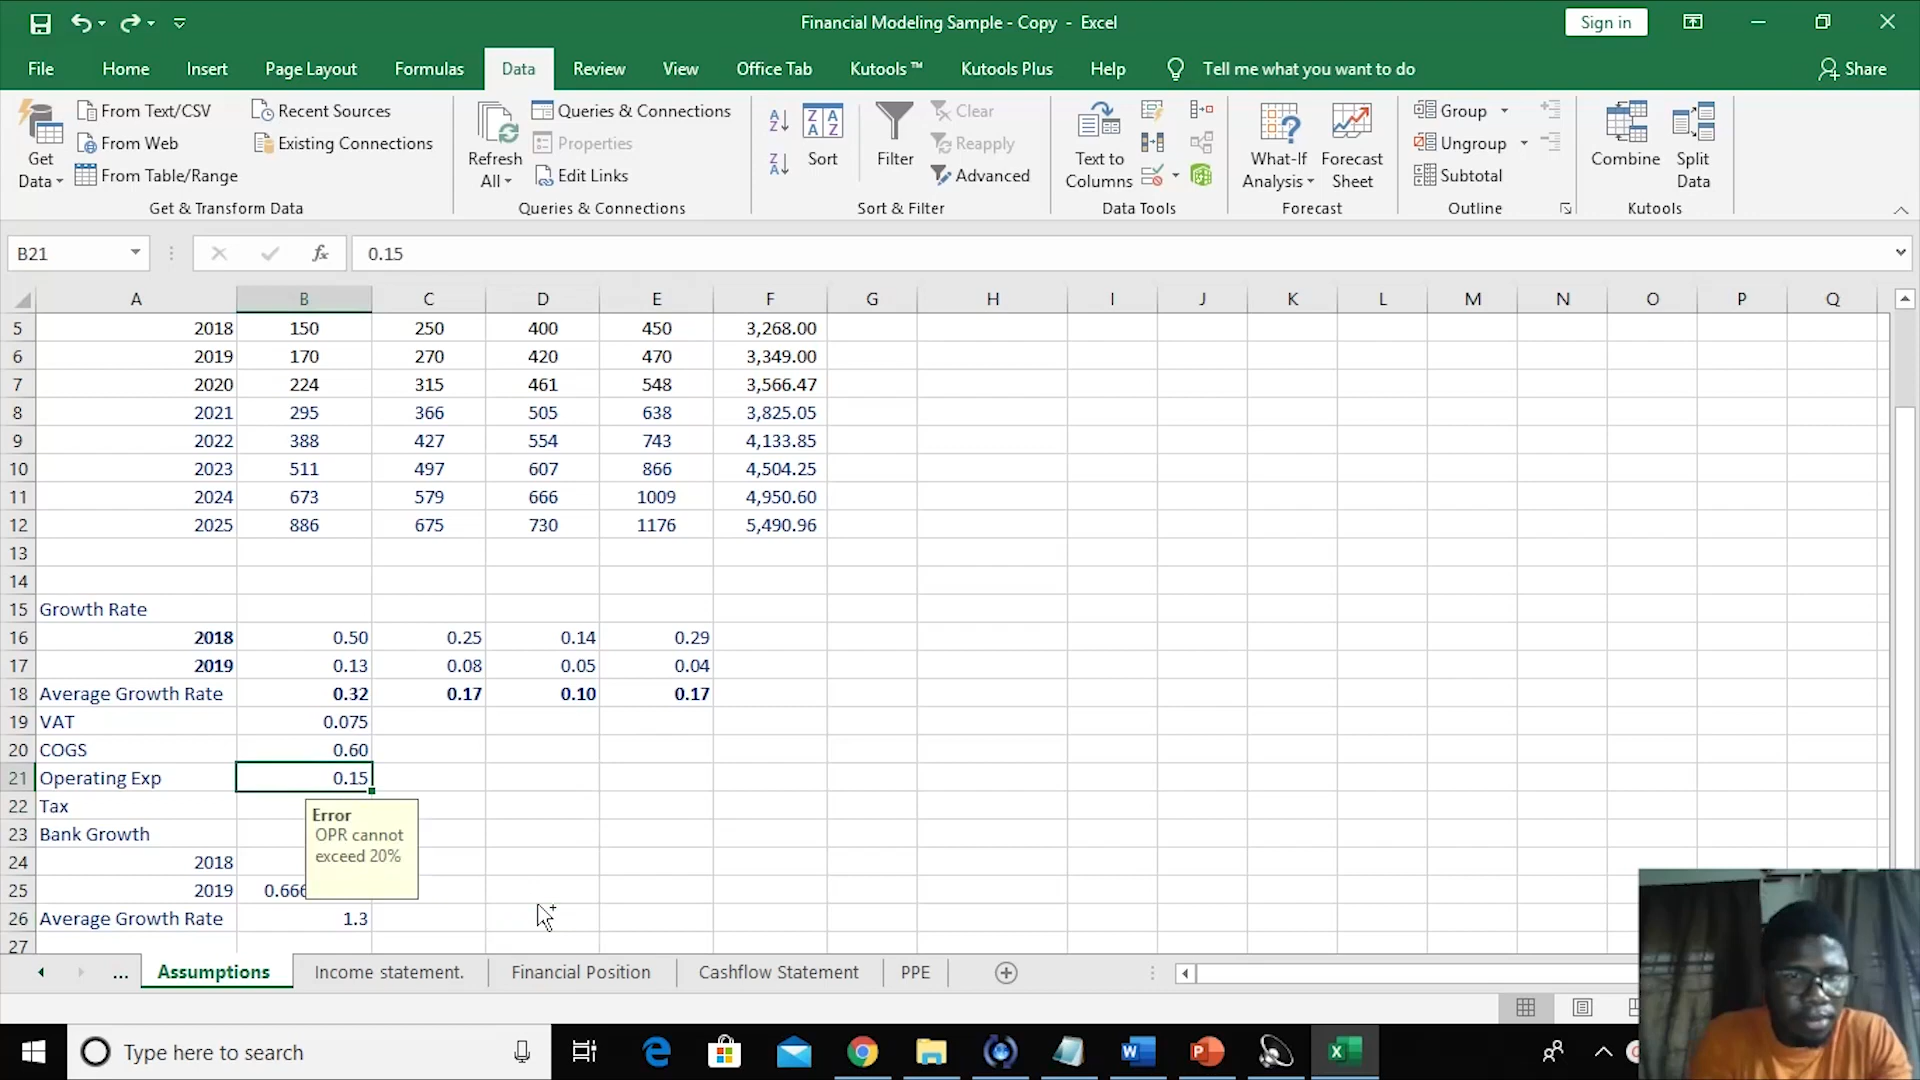 Financial Modeling Sample - Copy - Excel
Sign in
File Home Insert Page Layout Formulas Data Review View Office Tab Kutools ™ Kutools Plus Help Tell me what you want to do Share
Get Data
From Text/CSV
From Web
From Table/Range
Recent Sources
Existing Connections
Get & Transform Data
Refresh All
Queries & Connections
Properties
Edit Links
Queries & Connections
Sort
Filter
Clear
Reapply
Advanced
Sort & Filter
Text to Columns
Data Tools
What-If Analysis
Forecast Sheet
Forecast
Group
Ungroup
Subtotal
Outline
Combine
Split Data
Kutools
B21 fx 0.15
A B C D E F G H I J K L M N O P Q
5 2018 150 250 400 450 3,268.00
6 2019 170 270 420 470 3,349.00
7 2020 224 315 461 548 3,566.47
8 2021 295 366 505 638 3,825.05
9 2022 388 427 554 743 4,133.85
10 2023 511 497 607 866 4,504.25
11 2024 673 579 666 1009 4,950.60
12 2025 886 675 730 1176 5,490.96
13
14
15 Growth Rate
16 2018 0.50 0.25 0.14 0.29
17 2019 0.13 0.08 0.05 0.04
18 Average Growth Rate 0.32 0.17 0.10 0.17
19 VAT 0.075
20 COGS 0.60
21 Operating Exp 0.15
22 Tax
23 Bank Growth
24 2018
25 2019 0.666
26 Average Growth Rate 1.3
27
Error
OPR cannot
exceed 20%
... Assumptions Income statement. Financial Position Cashflow Statement PPE
Type here to search